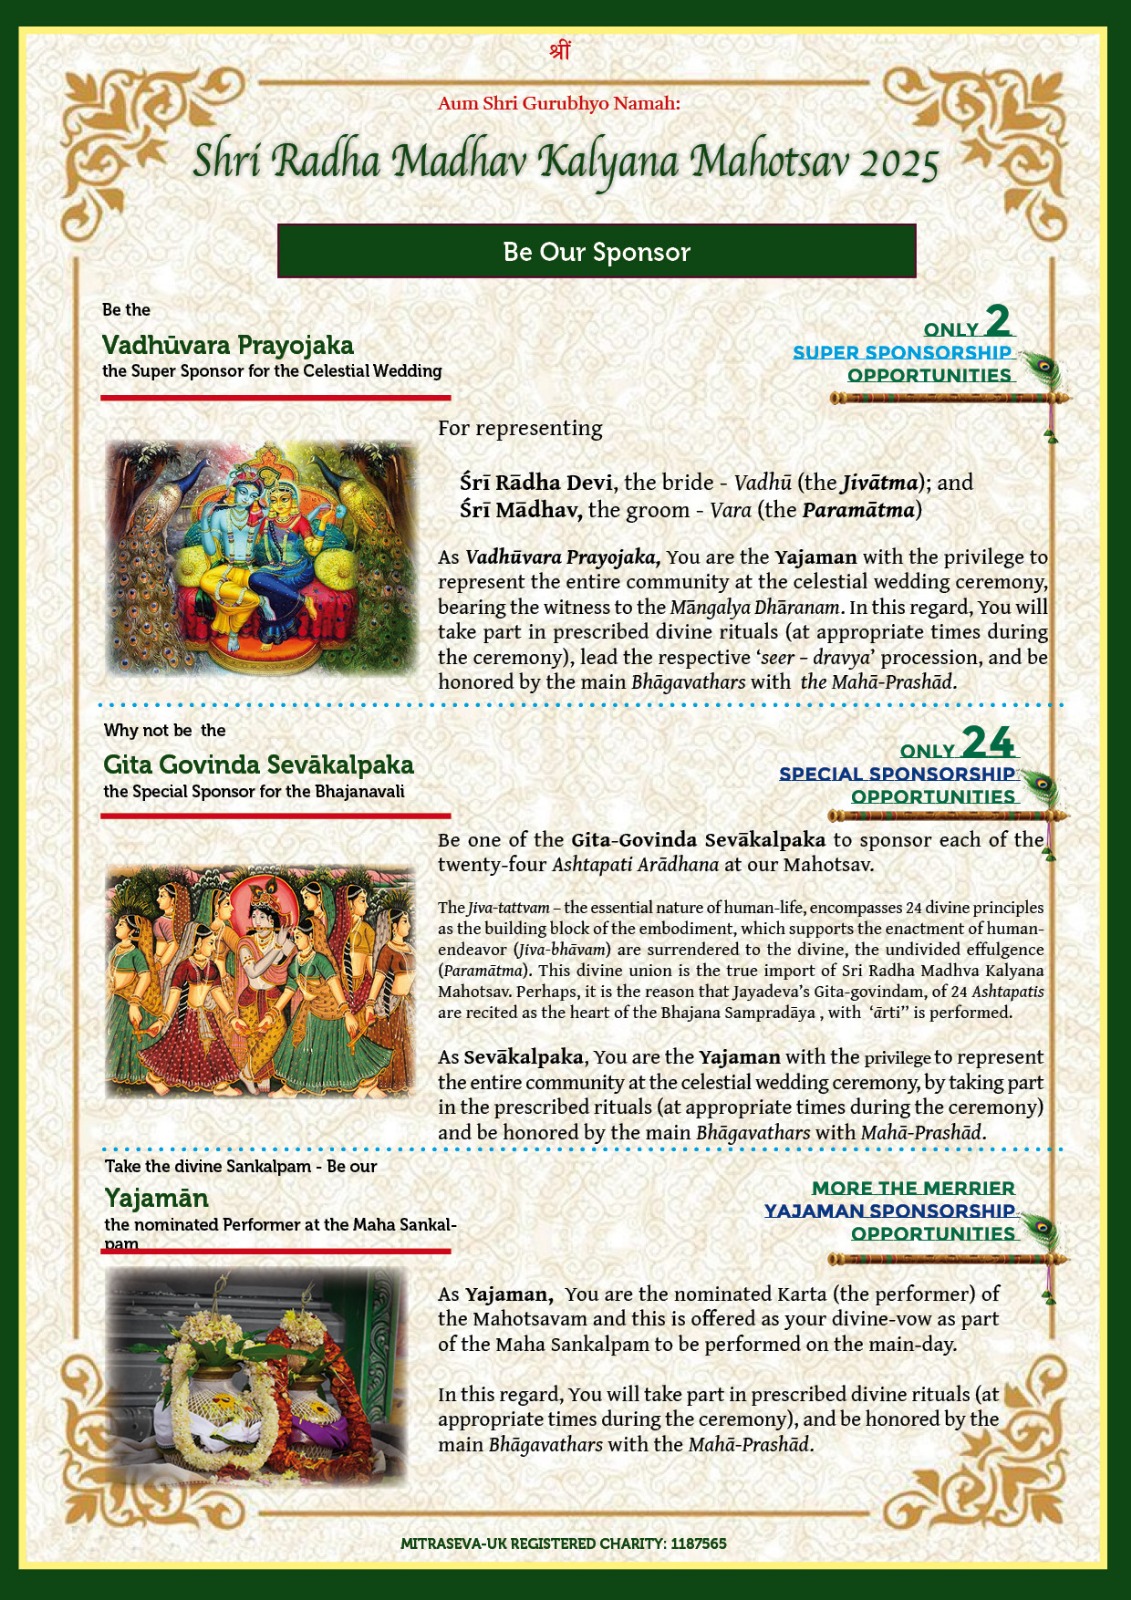 श्रीं
Aum Shri Gurubhyo Namah:
Shri Radha Madhav Kalyana Mahotsav 2025
Be Our Sponsor
Be the
Vadhūvara Prayojaka
the Super Sponsor for the Celestial Wedding
ONLY 2
SUPER SPONSORSHIP
OPPORTUNITIES
For representing
Śrī Rādha Devi, the bride - Vadhū (the Jivātma); and
Śrī Mādhav, the groom - Vara (the Paramātma)
As Vadhūvara Prayojaka, You are the Yajaman with the privilege to
represent the entire community at the celestial wedding ceremony,
bearing the witness to the Māngalya Dhāranam. In this regard, You will
take part in prescribed divine rituals (at appropriate times during
the ceremony), lead the respective ‘seer – dravya’ procession, and be
honored by the main Bhāgavathars with the Mahā-Prashād.
Why not be the
Gita Govinda Sevākalpaka
the Special Sponsor for the Bhajanavali
ONLY 24
SPECIAL SPONSORSHIP
OPPORTUNITIES
Be one of the Gita-Govinda Sevākalpaka to sponsor each of the
twenty-four Ashtapati Arādhana at our Mahotsav.
The Jiva-tattvam – the essential nature of human-life, encompasses 24 divine principles
as the building block of the embodiment, which supports the enactment of human-
endeavor (Jiva-bhāvam) are surrendered to the divine, the undivided effulgence
(Paramātma). This divine union is the true import of Sri Radha Madhva Kalyana
Mahotsav. Perhaps, it is the reason that Jayadeva’s Gita-govindam, of 24 Ashtapatis
are recited as the heart of the Bhajana Sampradāya , with ‘ārti” is performed.
As Sevākalpaka, You are the Yajaman with the privilege to represent
the entire community at the celestial wedding ceremony, by taking part
in the prescribed rituals (at appropriate times during the ceremony)
and be honored by the main Bhāgavathars with Mahā-Prashād.
Take the divine Sankalpam - Be our
Yajamān
the nominated Performer at the Maha Sankal-
pam
MORE THE MERRIER
YAJAMAN SPONSORSHIP
OPPORTUNITIES
As Yajaman, You are the nominated Karta (the performer) of
the Mahotsavam and this is offered as your divine-vow as part
of the Maha Sankalpam to be performed on the main-day.
In this regard, You will take part in prescribed divine rituals (at
appropriate times during the ceremony), and be honored by the
main Bhāgavathars with the Mahā-Prashād.
MITRASEVA-UK REGISTERED CHARITY: 1187565